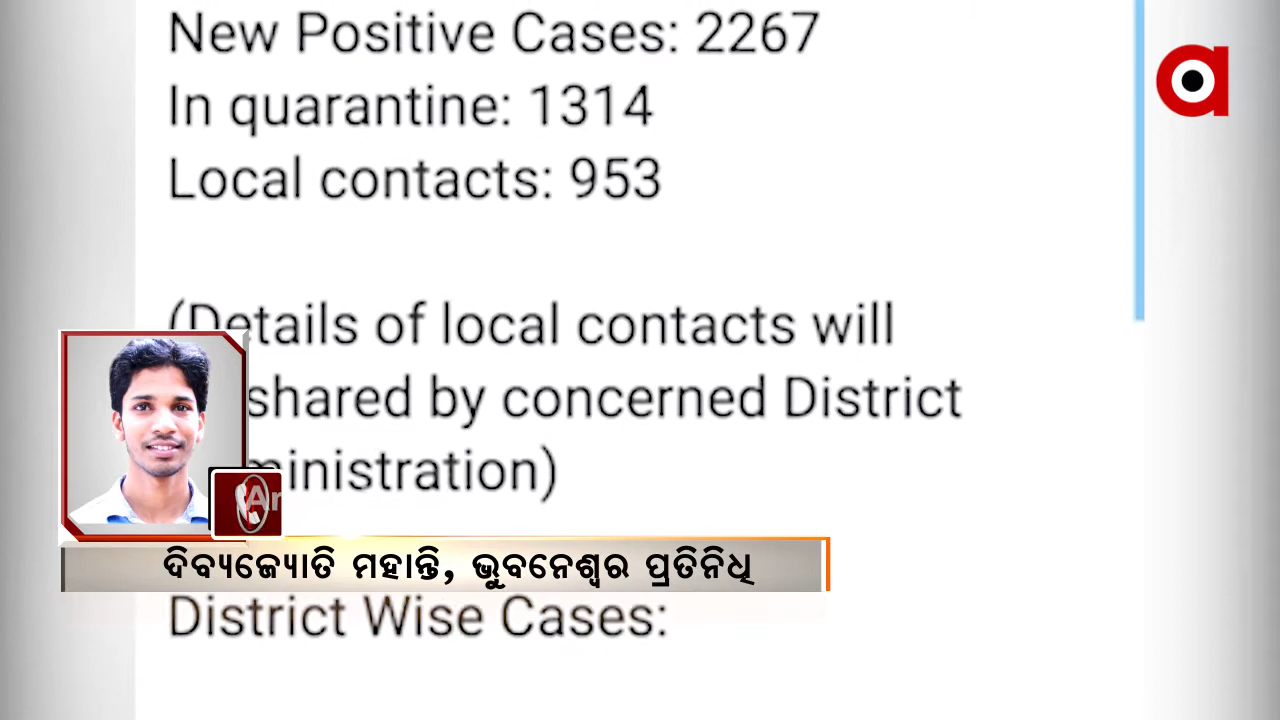 New Positive Cases: 2267
In quarantine: 1314
Local contacts: 953
(Details of local contacts will
shared by concerned District
ministration)
ଦିବ୍ୟଜ୍ୟୋତି ମହାନ୍ତି, ଭୁବନେଶ୍ୱର ପ୍ରତିନିଧି
District Wise Cases: